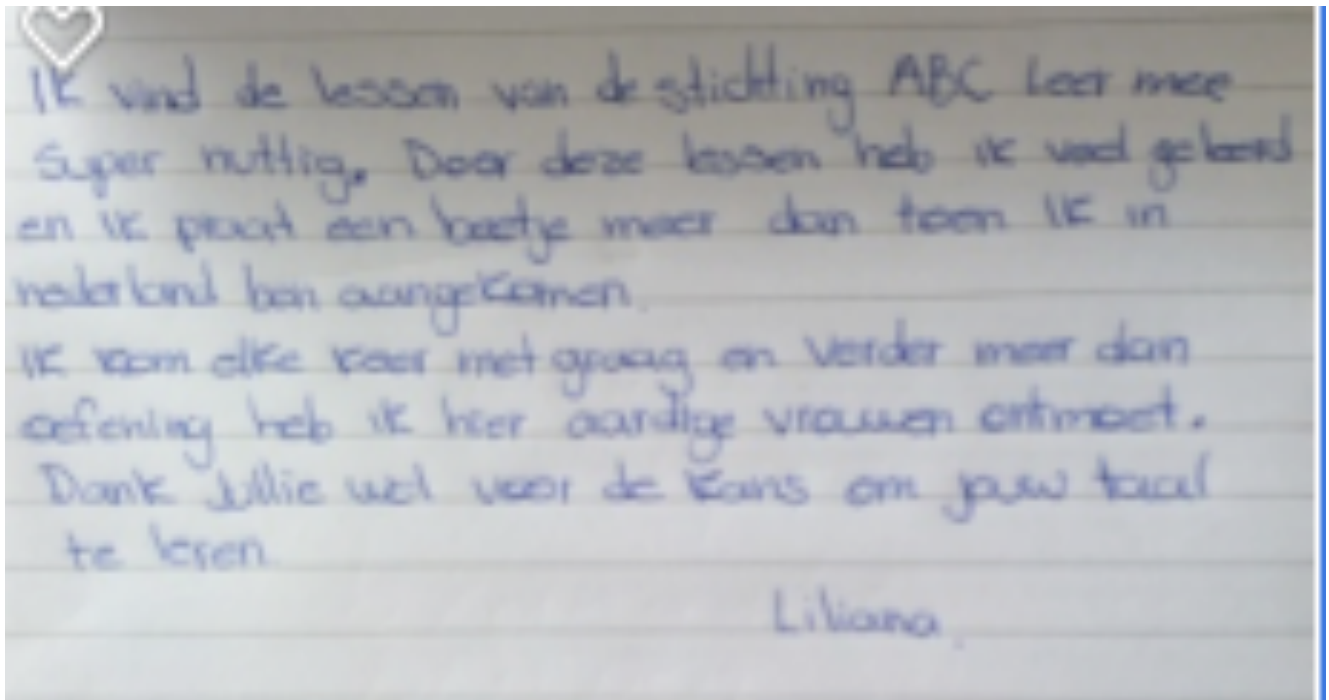 Ik vind de lessen van de stichting ABC Leer mee
Super nuttig. Door deze lessen heb ik veel geleerd
en ik praat een beetje meer dan toen ik in
nederland ben aangekomen.
ik kom elke keer met graag en verder meer dan
oefening heb ik hier aardige vrouwen ontmoet.
Dank jullie wel voor de kans om jouw taal
te leren
Liliana.